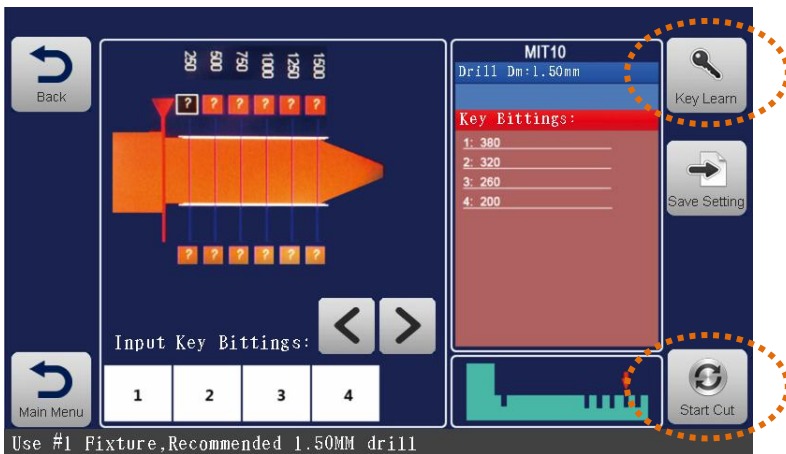 Back
250
500
750
1000
1250
1500
? ? ? ? ? ?
? ? ? ? ? ?
Input Key Bittings:
1 2 3 4
Main Menu
MIT10
Drill Dm:1.50mm
Key Bittings:
1: 380
2: 320
3: 260
4: 200
Key Learn
Save Setting
Start Cut
Use #1 Fixture,Recommended 1.50MM drill